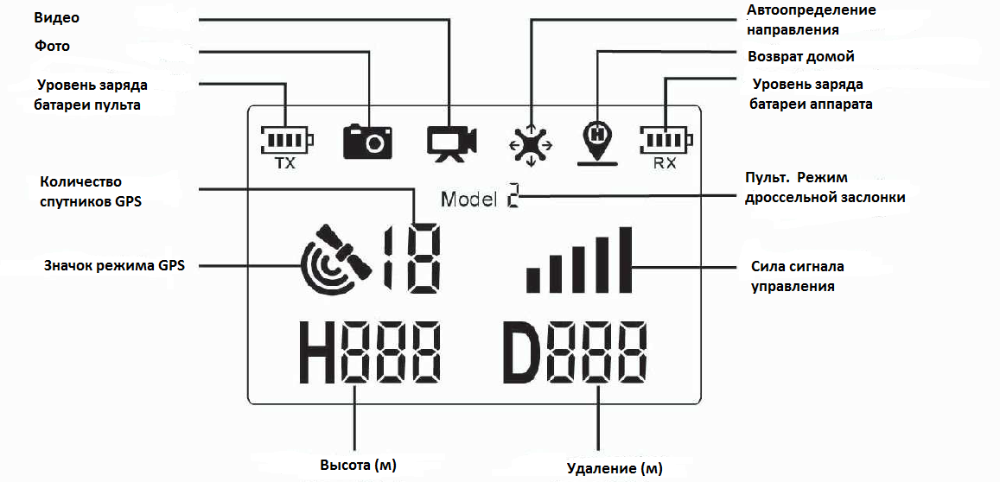 Видео
Автоопределение
направления
Фото
Возврат домой
Уровень заряда
батареи пульта
Уровень заряда
батареи аппарата
H
TX
RX
Количество
спутников GPS
Model 2
Пульт. Режим
дроссельной заслонки
18
Значок режима GPS
Сила сигнала
управления
H888
D888
Высота (м)
Удаление (м)